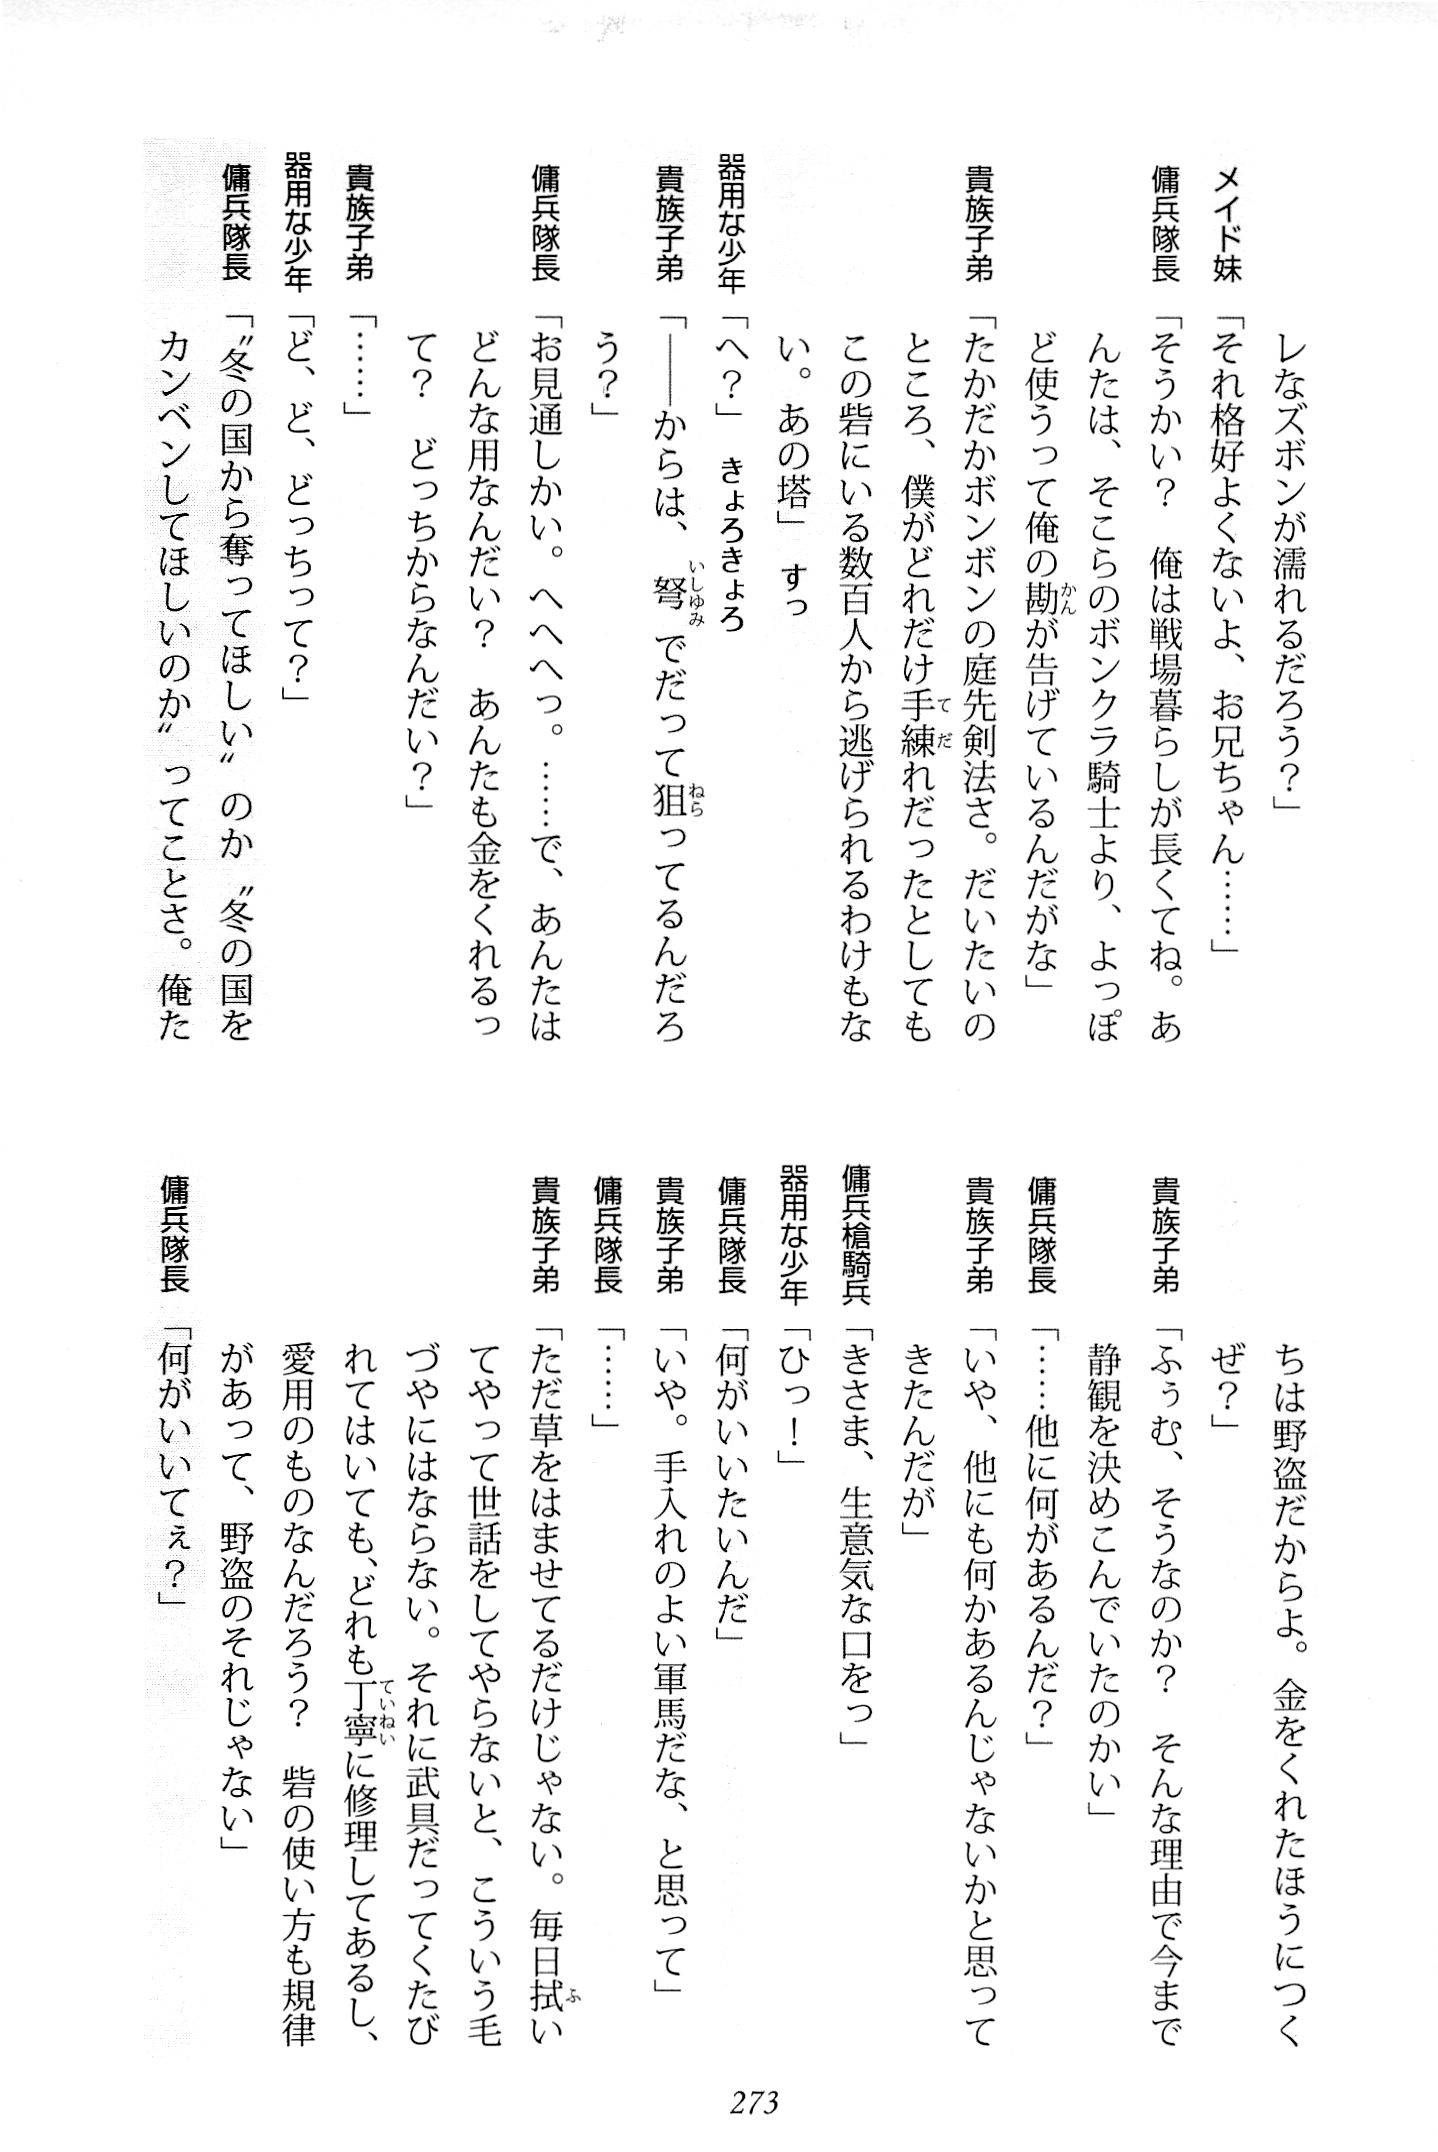 レなズボンが濡れるだろう？」
メイド妹「それ格好よくないよ、お兄ちゃん……」
傭兵隊長「そうかい？　俺は戦場暮らしが長くてね。あ
んたは、そこらのボンクラ騎士より、よっぽ
ど使うって俺の勘が告げているんだがな」
貴族子弟「たかだかボンボンの庭先剣法さ。だいたいの
ところ、僕がどれだけ手練れだったとしても
この砦にいる数百人から逃げられるわけもな
い。あの塔」　すっ
器用な少年「へ？」　きょろきょろ
貴族子弟「――からは、弩でだって狙ってるんだろ
う？」
傭兵隊長「お見通しかい。へへへっ。……で、あんたは
どんな用なんだい？　あんたも金をくれるっ
て？　どっちからなんだい？」
貴族子弟「……」
器用な少年「ど、ど、どっちって？」
傭兵隊長「〝冬の国から奪ってほしい〟のか〝冬の国を
カンベンしてほしいのか〟ってことさ。俺た
ちは野盗だからよ。金をくれたほうにつく
ぜ？」
貴族子弟「ふぅむ、そうなのか？　そんな理由で今まで
静観を決めこんでいたのかい」
傭兵隊長「……他に何があるんだ？」
貴族子弟「いや、他にも何かあるんじゃないかと思って
きたんだが」
傭兵槍騎兵「きさま、生意気な口をっ」
器用な少年「ひっ！」
傭兵隊長「何がいいたいんだ」
貴族子弟「いや。手入れのよい軍馬だな、と思って」
傭兵隊長「……」
貴族子弟「ただ草をはませてるだけじゃない。毎日拭い
てやって世話をしてやらないと、こういう毛
づやにはならない。それに武具だってくたび
れてはいても、どれも丁寧に修理してあるし、
愛用のものなんだろう？　砦の使い方も規律
があって、野盗のそれじゃない」
傭兵隊長「何がいいてぇ？」
273